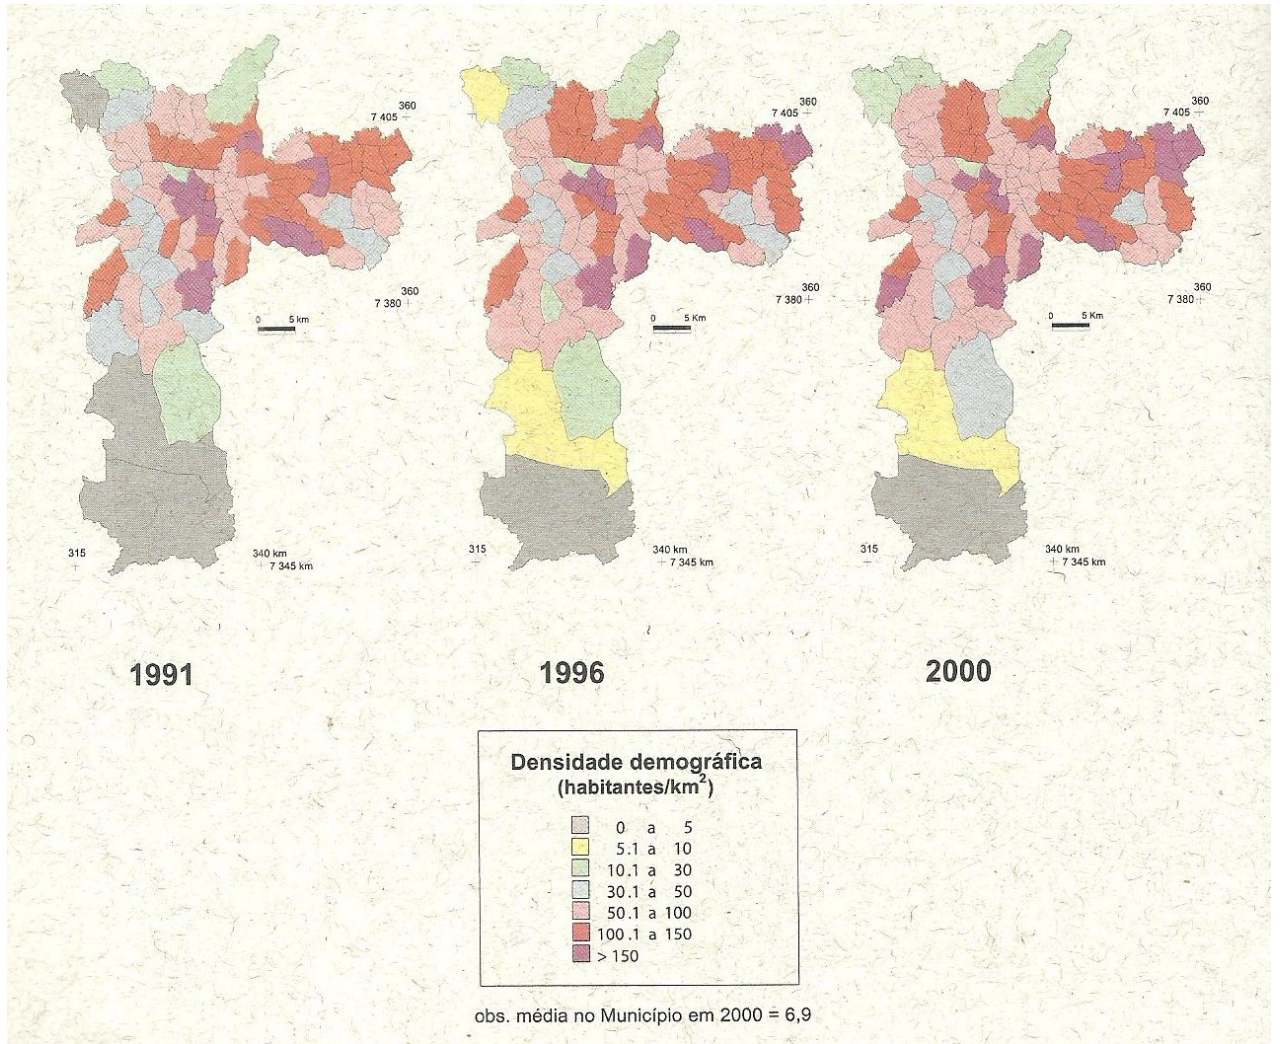 360
7 405
360
7 380
0 5 km
315
340 km
7 345 km
1991
360
7 405
360
7 380
0 5 Km
315
340 km
7 345 km
1996
360
7 405
360
7 380
0 5 Km
315
340 km
7 345 km
2000
Densidade demográfica
(habitantes/km²)
0 a 5
5.1 a 10
10.1 a 30
30.1 a 50
50.1 a 100
100.1 a 150
> 150
obs. média no Município em 2000 = 6,9